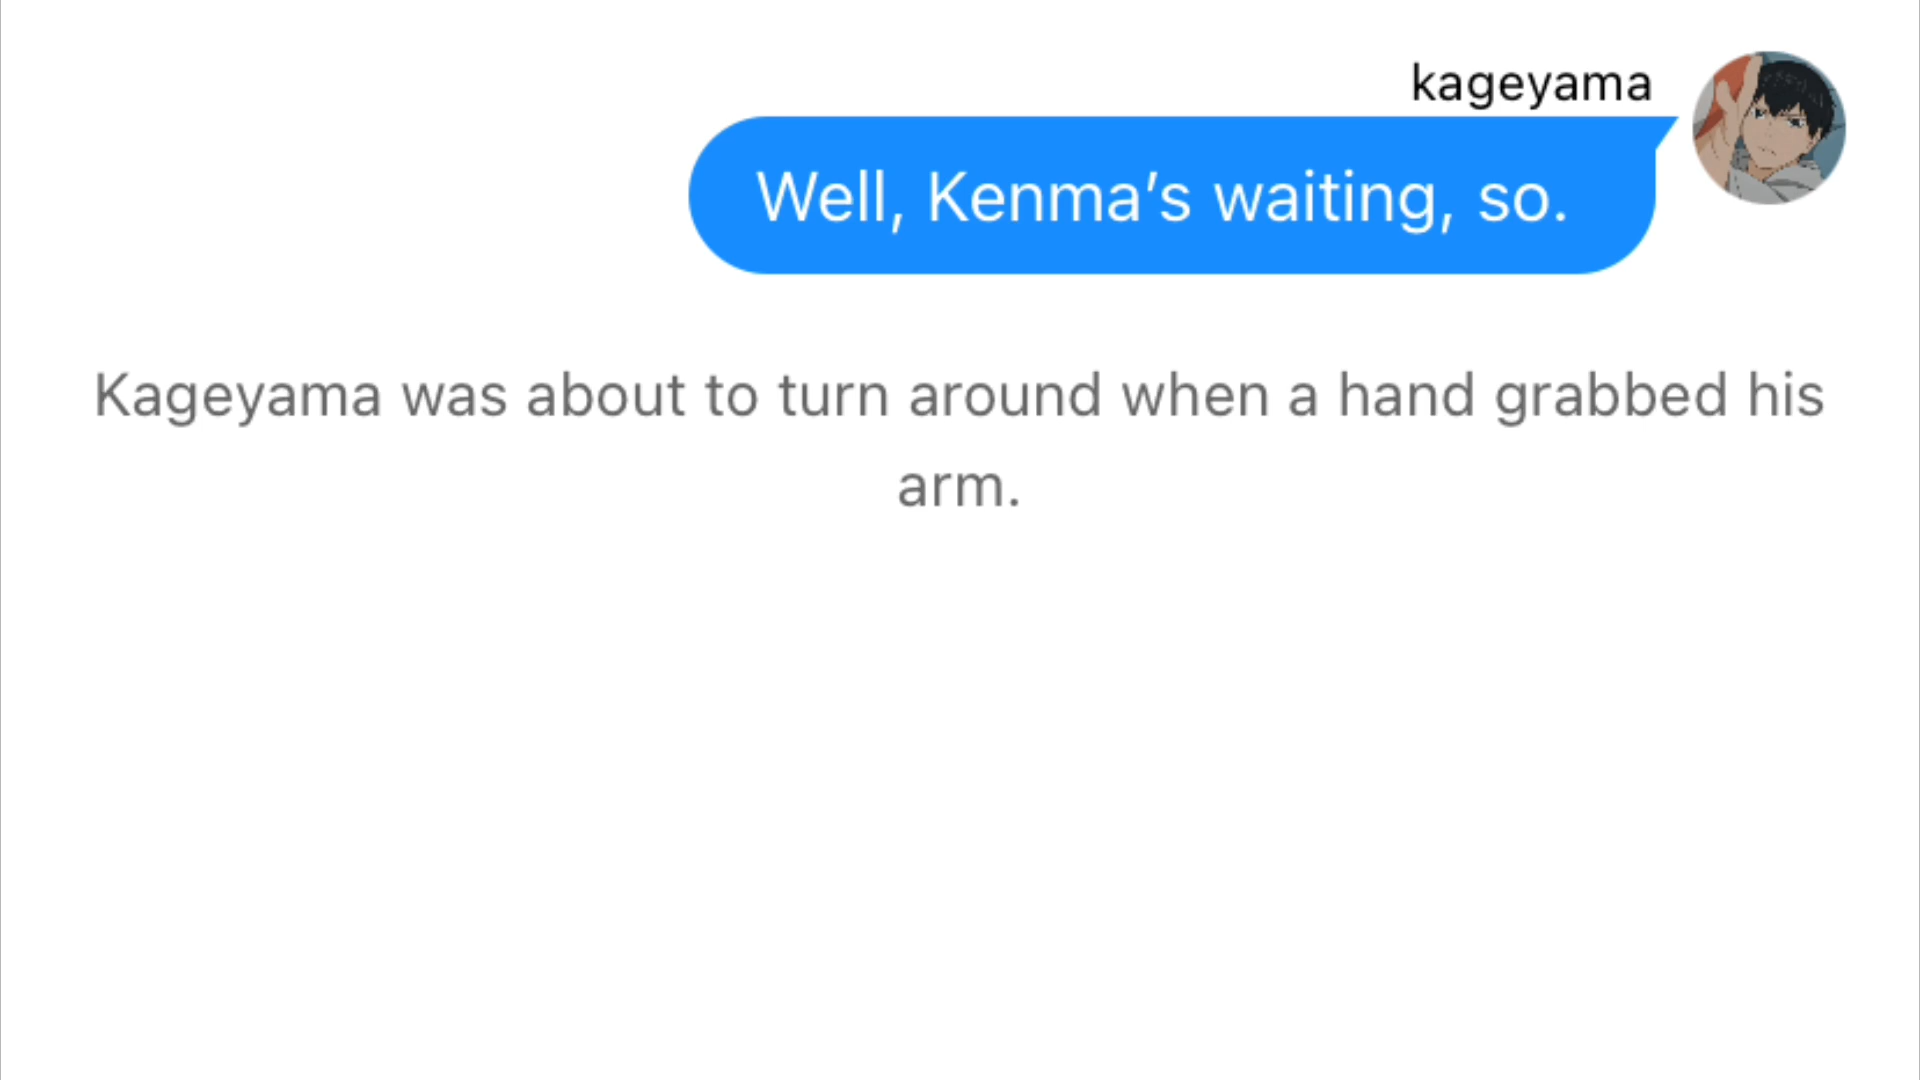 kageyama
Well, Kenma’s waiting, so.
Kageyama was about to turn around when a hand grabbed his
arm.